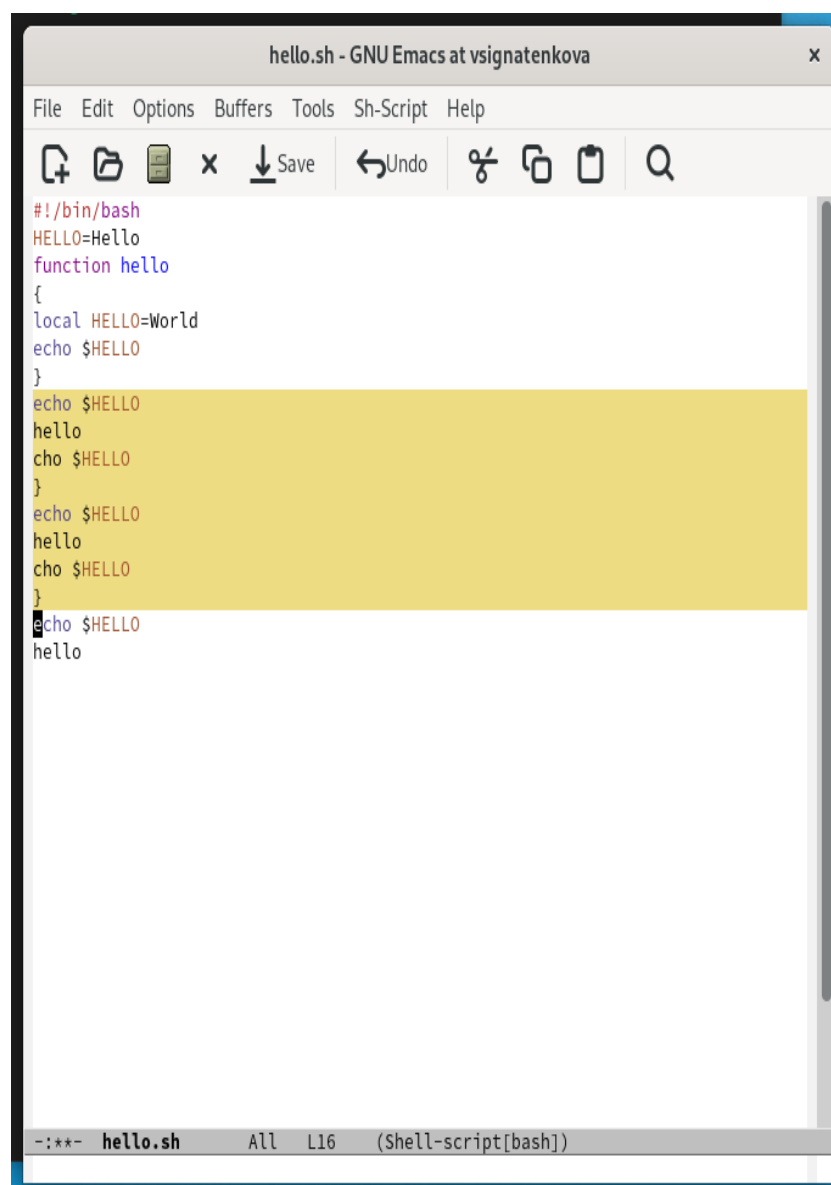 hello.sh - GNU Emacs at vsignatenkova x
File Edit Options Buffers Tools Sh-Script Help
Save Undo
#!/bin/bash
HELLO=Hello
function hello
{
local HELLO=World
echo $HELLO
}
echo $HELLO
hello
cho $HELLO
}
echo $HELLO
hello
cho $HELLO
}
echo $HELLO
hello
-:**- hello.sh All L16 (Shell-script[bash])